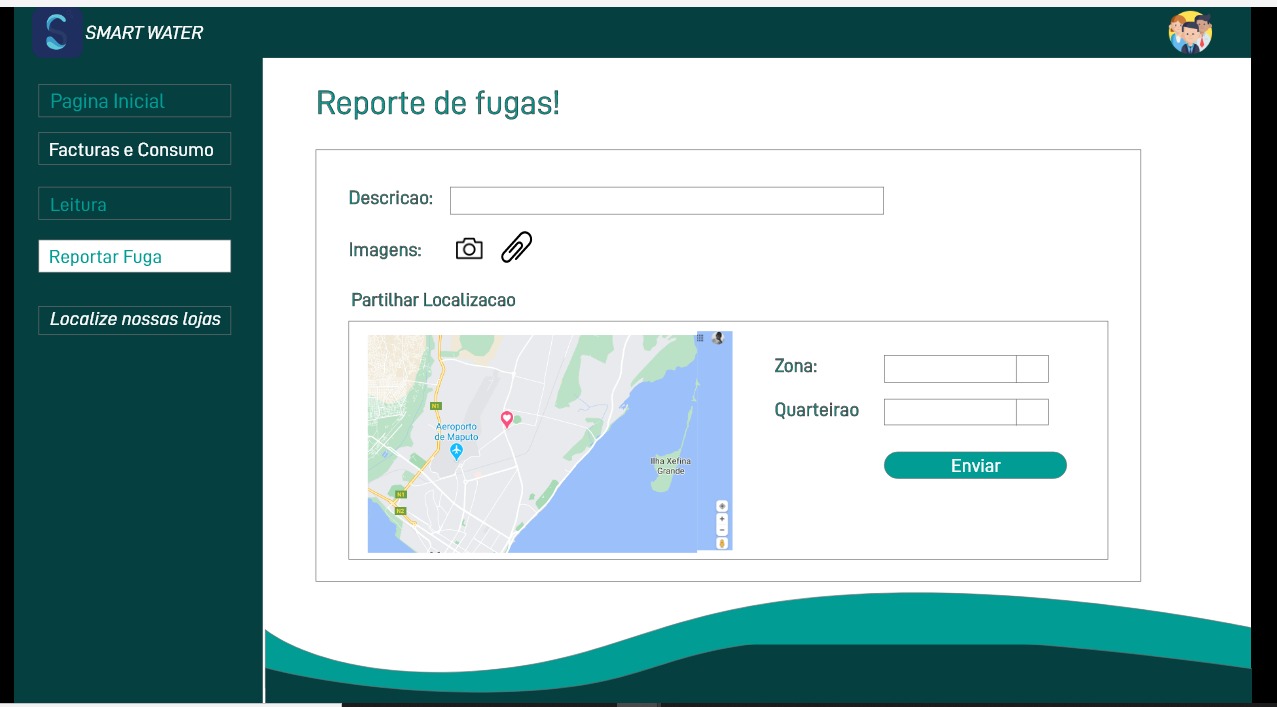 SMART WATER
Pagina Inicial
Facturas e Consumo
Leitura
Reportar Fuga
Localize nossas lojas
Reporte de fugas!
Descricao:
Imagens:
Partilhar Localizacao
N1
Aeroporto
de Maputo
Ilha Xefina
Grande
N1
N2
Zona:
Quarteirao
Enviar